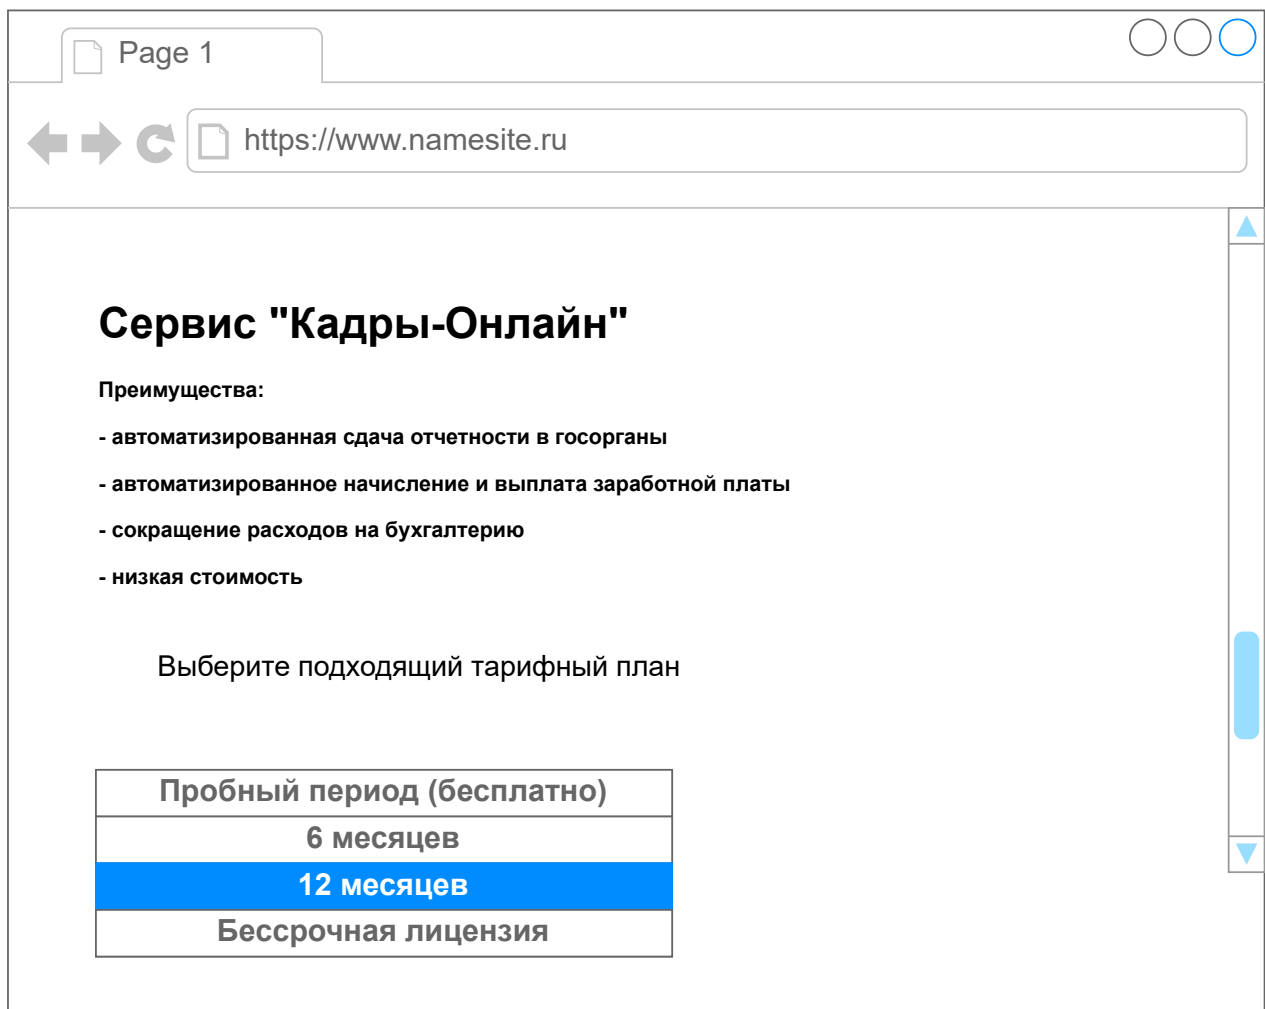 Page 1
https://www.namesite.ru
Сервис "Кадры-Онлайн"
Преимущества:
- автоматизированная сдача отчетности в госорганы
- автоматизированное начисление и выплата заработной платы
- сокращение расходов на бухгалтерию
- низкая стоимость
Выберите подходящий тарифный план
Пробный период (бесплатно)
6 месяцев
12 месяцев
Бессрочная лицензия